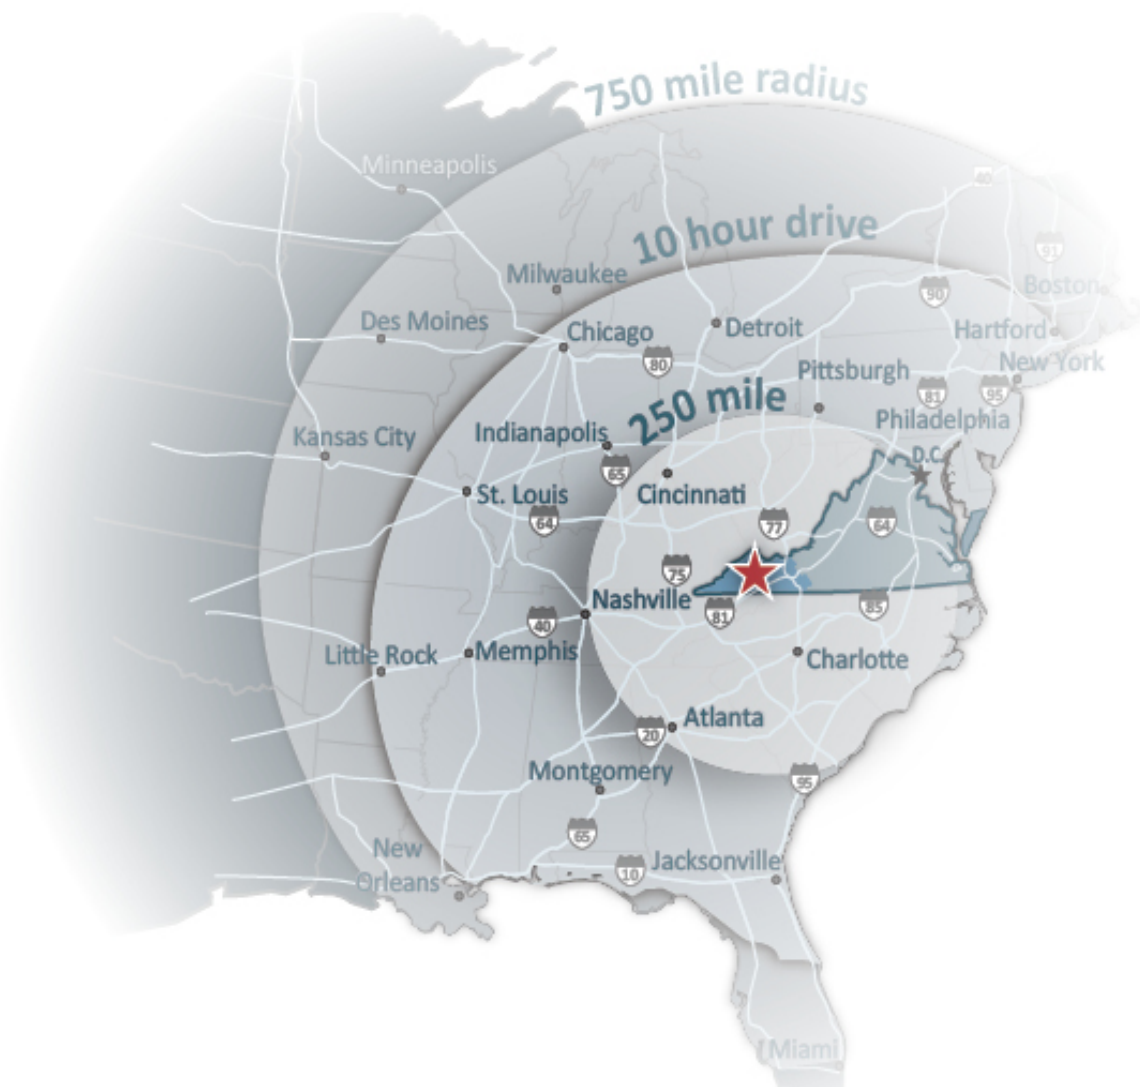 750 mile radius
Minneapolis
90
10 hour drive
91
Milwaukee
Boston
90
Des Moines
Chicago
Detroit
Hartford
80
Pittsburgh
New York
250 mile
81
95
Philadelphia
Kansas City
Indianapolis
D.C.
65
St. Louis
Cincinnati
64
77
64
75
Nashville
81
85
40
Little Rock
Memphis
Charlotte
Atlanta
20
Montgomery
95
65
New
Orleans
Jacksonville
10
Miami